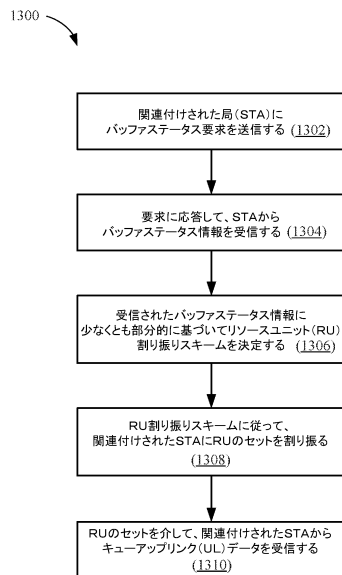 1300
関連付けされた局(STA)に
バッファステータス要求を送信する (1302)
要求に応答して、STAから
バッファステータス情報を受信する (1304)
受信されたバッファステータス情報に
少なくとも部分的に基づいてリソースユニット(RU)
割り振りスキームを決定する (1306)
RU割り振りスキームに従って、
関連付けされたSTAにRUのセットを割り振る
(1308)
RUのセットを介して、関連付けされたSTAから
キューアップリンク(UL)データを受信する
(1310)